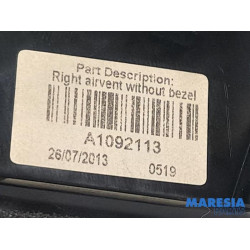 Part Description:
Right airvent without bezel
A1092113
26/07/2013 0519
MARESIA